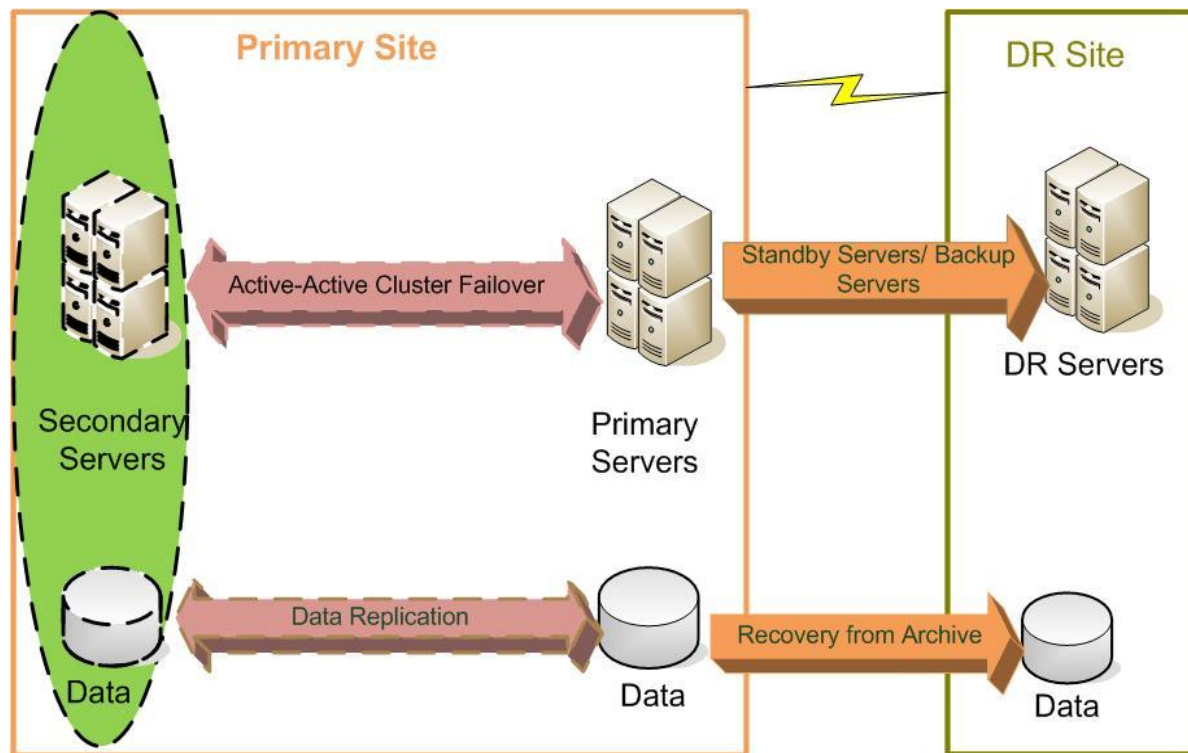 Primary Site
DR Site
Active-Active Cluster Failover
Standby Servers/ Backup
Servers
DR Servers
Secondary
Servers
Primary
Servers
Data Replication
Recovery from Archive
Data
Data
Data